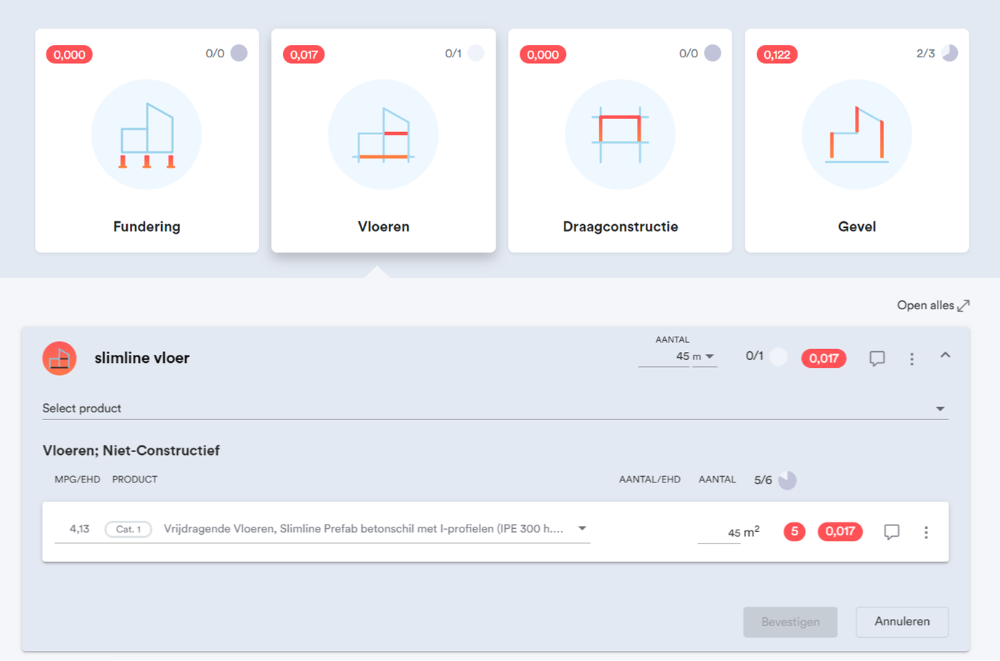 0,000 0/0
0,017 0/1
0,000 0/0
0,122 2/3
Fundering
Vloeren
Draagconstructie
Gevel
Open alles
slimline vloer
AANTAL
45 m
0/1
0,017
Select product
Vloeren; Niet-Constructief
MPG/EHD PRODUCT AANTAL/EHD AANTAL 5/6
4,13 Cat. 1 Vrijdragende Vloeren, Slimline Prefab betonschil met I-profielen (IPE 300 h.... 45 m² 5 0,017
Bevestigen Annuleren